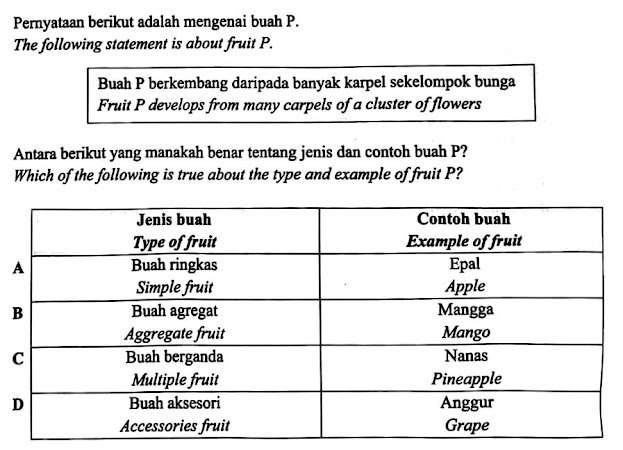 Pernyataan berikut adalah mengenai buah P.
The following statement is about fruit P.
Buah P berkembang daripada banyak karpel sekelompok bunga
Fruit P develops from many carpels of a cluster of flowers
Antara berikut yang manakah benar tentang jenis dan contoh buah P?
Which of the following is true about the type and example of fruit P?
Jenis buah Contoh buah
Type of fruit Example of fruit
A Buah ringkas Epal
Simple fruit Apple
B Buah agregat Mangga
Aggregate fruit Mango
C Buah berganda Nanas
Multiple fruit Pineapple
D Buah aksesori Anggur
Accessories fruit Grape